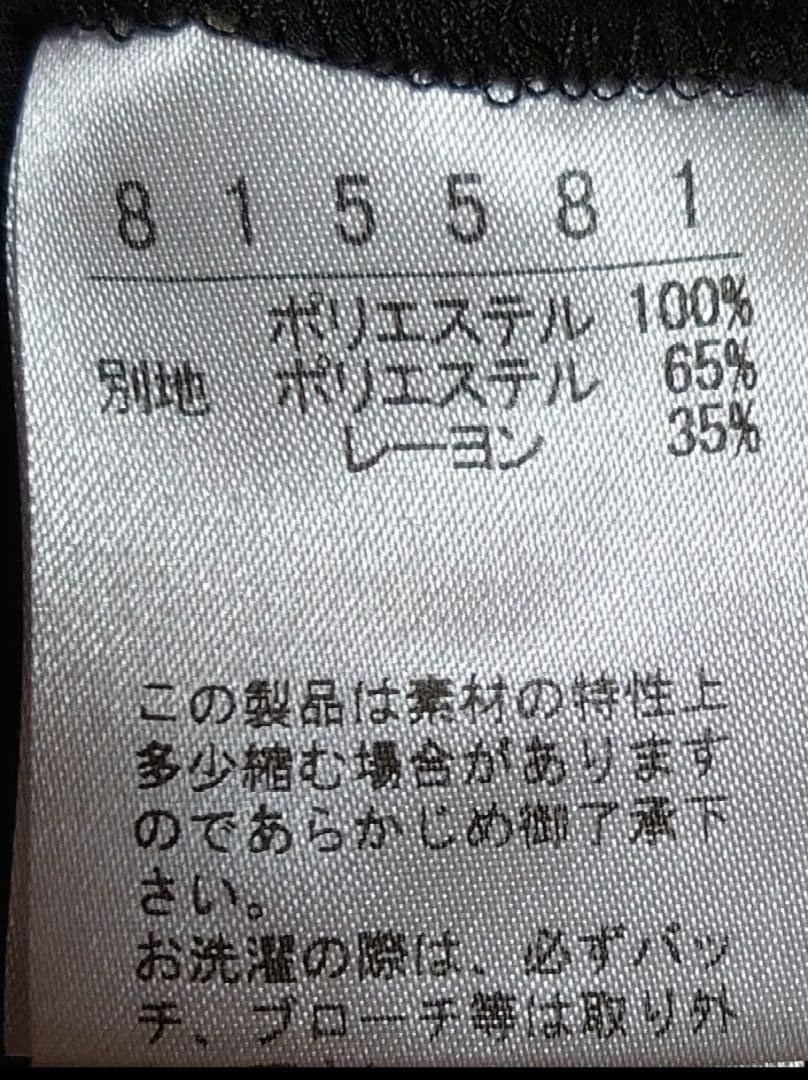 815581
ポリエステル 100%
別地 ポリエステル 65%
レーヨン 35%
この製品は素材の特性上
多少縮む場合があります
のであらかじめ御了承下
さい。
お洗濯の際は、必ずバッ
チ、ブローチ等は取り外